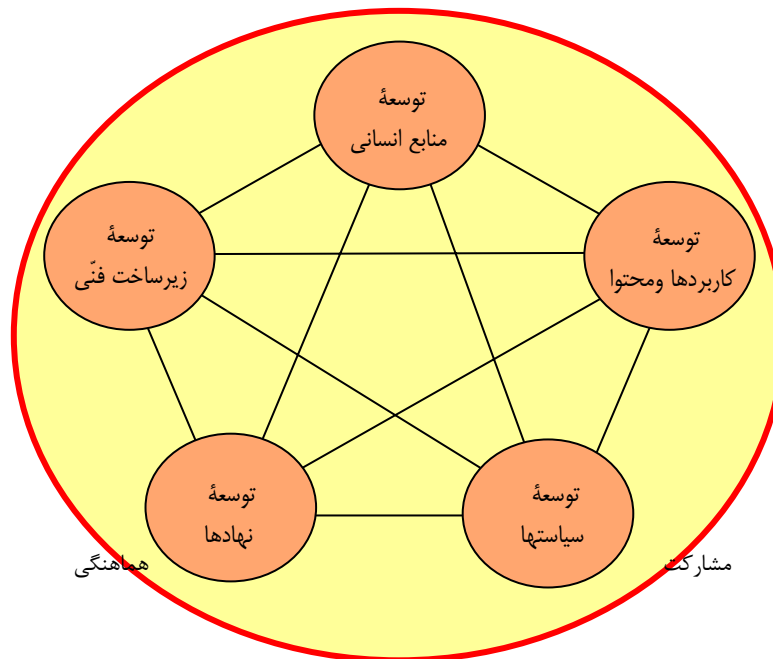 توسعهٔ
منابع انسانی
توسعهٔ
کاربردها ومحتوا
توسعهٔ
زیرساخت فنّی
توسعهٔ
سیاستها
توسعهٔ
نهادها
مشارکت
هماهنگی